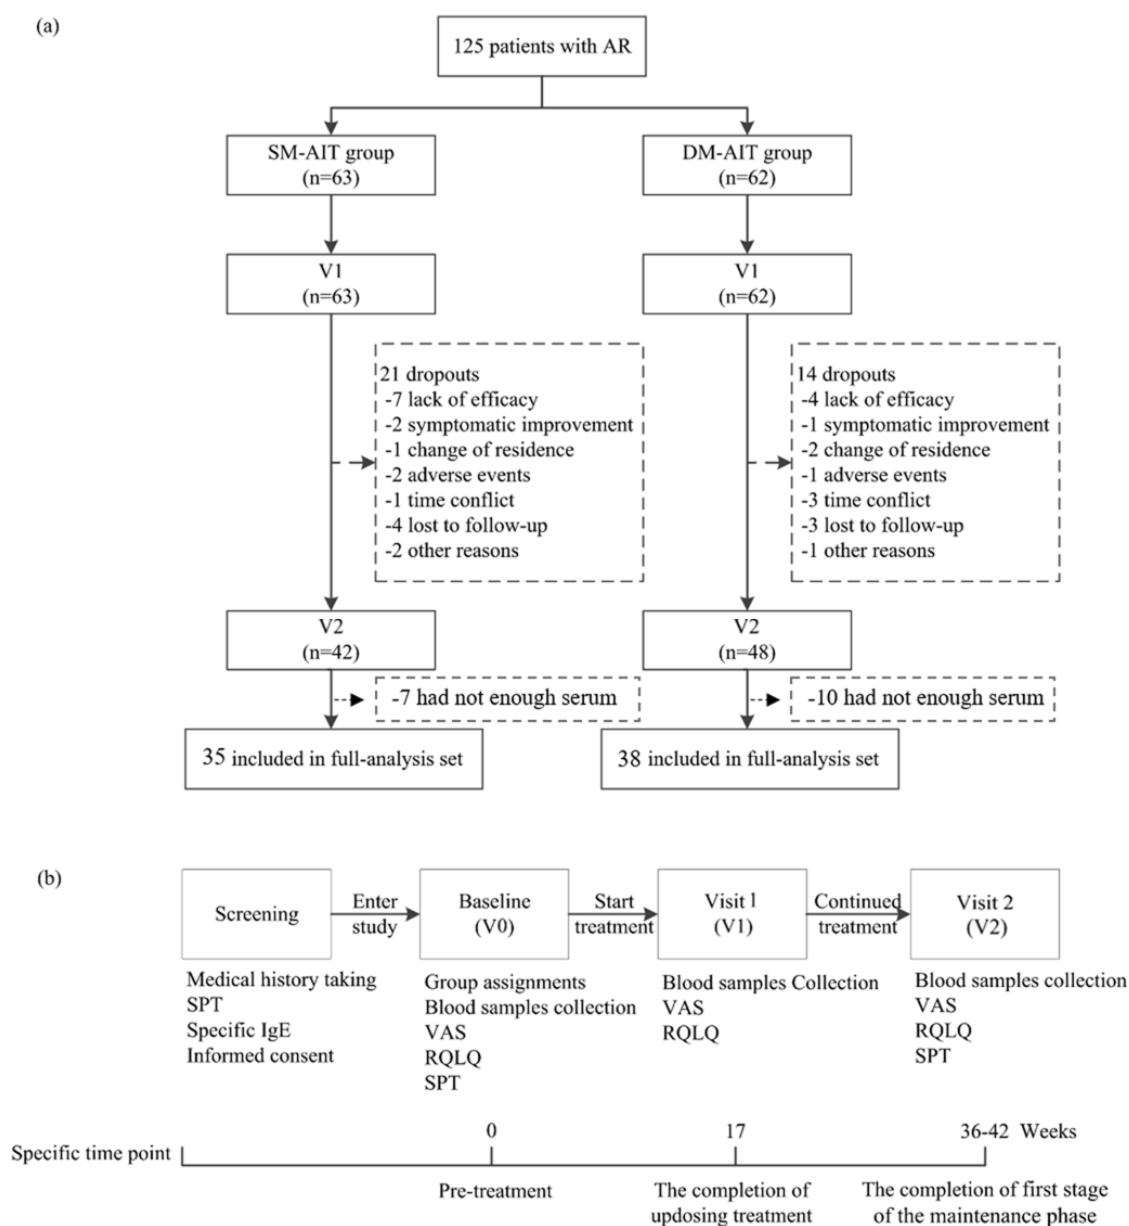 (a)
125 patients with AR
SM-AIT group
(n=63)
DM-AIT group
(n=62)
V1
(n=63)
V1
(n=62)
21 dropouts
-7 lack of efficacy
-2 symptomatic improvement
-1 change of residence
-2 adverse events
-1 time conflict
-4 lost to follow-up
-2 other reasons
14 dropouts
-4 lack of efficacy
-1 symptomatic improvement
-2 change of residence
-1 adverse events
-3 time conflict
-3 lost to follow-up
-1 other reasons
V2
(n=42)
V2
(n=48)
-7 had not enough serum
-10 had not enough serum
35 included in full-analysis set
38 included in full-analysis set
(b)
Screening
Enter
study
Baseline
(V0)
Start
treatment
Visit 1
(V1)
Continued
treatment
Visit 2
(V2)
Medical history taking
SPT
Specific IgE
Informed consent
Group assignments
Blood samples collection
VAS
RQLQ
SPT
Blood samples Collection
VAS
RQLQ
Blood samples collection
VAS
RQLQ
SPT
Specific time point
0
17
36-42 Weeks
Pre-treatment
The completion of
updosing treatment
The completion of first stage
of the maintenance phase